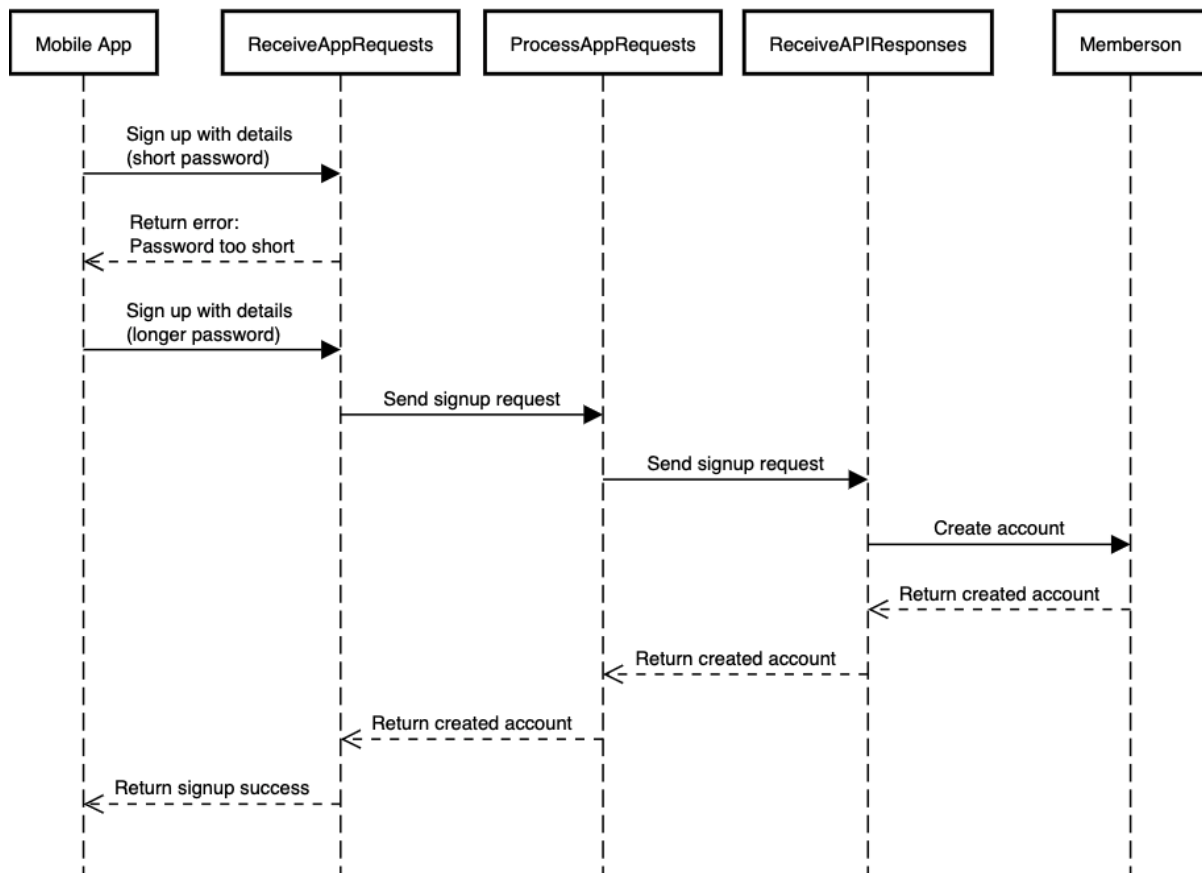 Mobile App
ReceiveAppRequests
ProcessAppRequests
ReceiveAPIResponses
Memberson
Sign up with details
(short password)
Return error:
Password too short
Sign up with details
(longer password)
Send signup request
Send signup request
Create account
Return created account
Return created account
Return created account
Return signup success